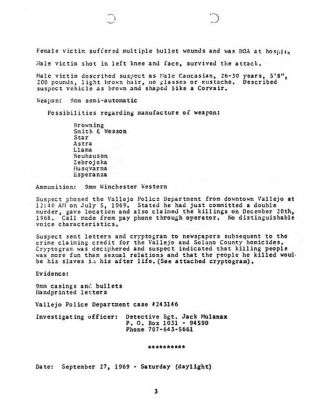 Female victim suffered multiple bullet wounds and was DOA at hospita
Male victim shot in left knee and face, survived the attack.
Male victim described suspect as Male Caucasian, 26-30 years, 5'8",
200 pounds, light brown hair, no glasses or mustache. Described
suspect vehicle as brown and shaped like a Corvair.
Weapon: 9mm semi-automatic
Possibilities regarding manufacture of weapon:
Browning
Smith & Wesson
Star
Astra
Llama
Neuhausen
Zebrojoka
Husqvarna
Esperanza
Ammunition: 9mm Winchester Western
Suspect phoned the Vallejo Police Department from downtown Vallejo at
12:40 AM on July 5, 1969. Stated he had just committed a double
murder, gave location and also claimed the killings on December 20th,
1968. Call made from pay phone through operator. No distinguishable
voice characteristics.
Suspect sent letters and cryptogram to newspapers subsequent to the
crime claiming credit for the Vallejo and Solano County homicides.
Cryptogram was deciphered and suspect indicated that killing people
was more fun than sexual relations and that the people he killed woul
be his slaves in his after life. (See attached cryptogram).
Evidence:
9mm casings and bullets
Handprinted letters
Vallejo Police Department case #243146
Investigating officer: Detective Sgt. Jack Mulanax
P. O. Box 1031 - 94590
Phone 707-643-5661
**********
Date: September 27, 1969 - Saturday (daylight)
3